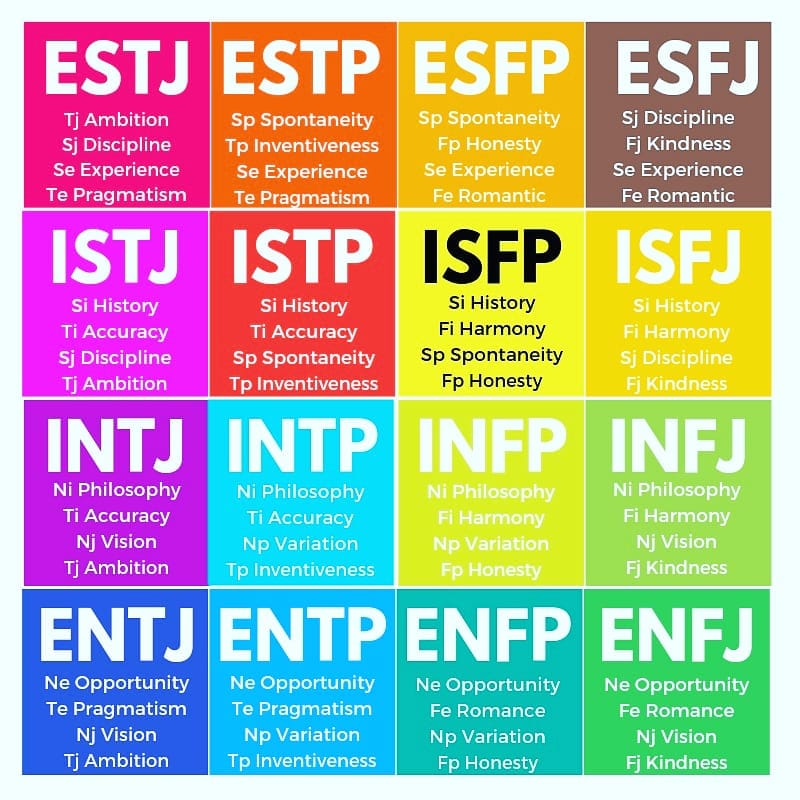 ESTJ
Tj Ambition
Sj Discipline
Se Experience
Te Pragmatism
ESTP
Sp Spontaneity
Tp Inventiveness
Se Experience
Te Pragmatism
ESFP
Sp Spontaneity
Fp Honesty
Se Experience
Fe Romantic
ESFJ
Sj Discipline
Fj Kindness
Se Experience
Fe Romantic
ISTJ
Si History
Ti Accuracy
Sj Discipline
Tj Ambition
ISTP
Si History
Ti Accuracy
Sp Spontaneity
Tp Inventiveness
ISFP
Si History
Fi Harmony
Sp Spontaneity
Fp Honesty
ISFJ
Si History
Fi Harmony
Sj Discipline
Fj Kindness
INTJ
Ni Philosophy
Ti Accuracy
Nj Vision
Tj Ambition
INTP
Ni Philosophy
Ti Accuracy
Np Variation
Tp Inventiveness
INFP
Ni Philosophy
Fi Harmony
Np Variation
Fp Honesty
INFJ
Ni Philosophy
Fi Harmony
Nj Vision
Fj Kindness
ENTJ
Ne Opportunity
Te Pragmatism
Nj Vision
Tj Ambition
ENTP
Ne Opportunity
Te Pragmatism
Np Variation
Tp Inventiveness
ENFP
Ne Opportunity
Fe Romance
Np Variation
Fp Honesty
ENFJ
Ne Opportunity
Fe Romance
Nj Vision
Fj Kindness